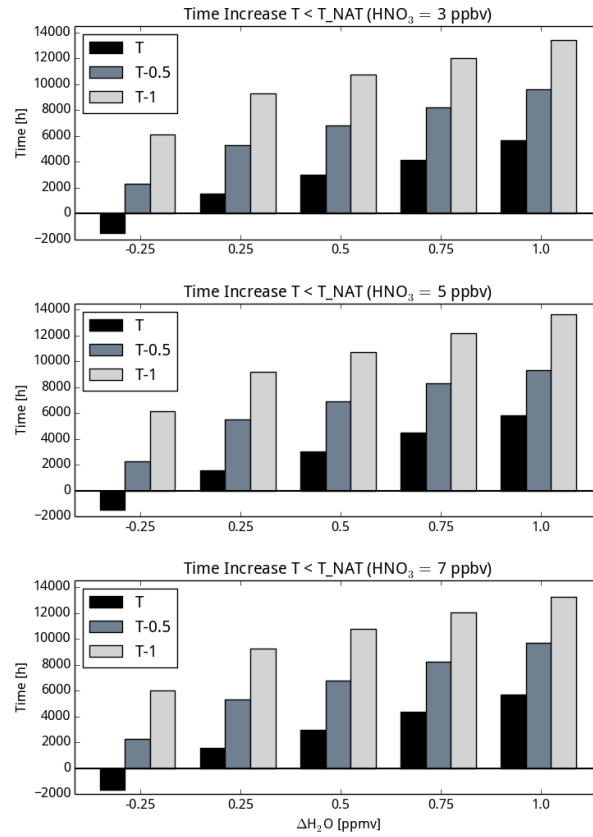 Time Increase T < T_NAT (HNO₃ = 3 ppbv)
14000
12000
10000
8000
6000
4000
2000
0
−2000
Time [h]
T
T-0.5
T-1
-0.25 0.25 0.5 0.75 1.0
Time Increase T < T_NAT (HNO₃ = 5 ppbv)
14000
12000
10000
8000
6000
4000
2000
0
−2000
Time [h]
T
T-0.5
T-1
-0.25 0.25 0.5 0.75 1.0
Time Increase T < T_NAT (HNO₃ = 7 ppbv)
14000
12000
10000
8000
6000
4000
2000
0
−2000
Time [h]
T
T-0.5
T-1
-0.25 0.25 0.5 0.75 1.0
ΔH₂O [ppmv]